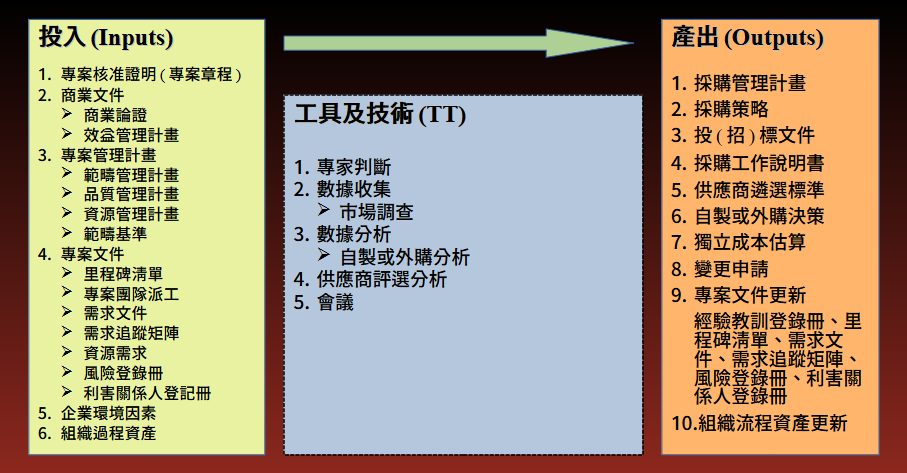 投入 (Inputs)
1. 專案核准證明 ( 專案章程 )
2. 商業文件
➢ 商業論證
➢ 效益管理計畫
3. 專案管理計畫
➢ 範疇管理計畫
➢ 品質管理計畫
➢ 資源管理計畫
➢ 範疇基準
4. 專案文件
➢ 里程碑清單
➢ 專案團隊派工
➢ 需求文件
➢ 需求追蹤矩陣
➢ 資源需求
➢ 風險登錄冊
➢ 利害關係人登記冊
5. 企業環境因素
6. 組織過程資產
工具及技術 (TT)
1. 專家判斷
2. 數據收集
➢ 市場調查
3. 數據分析
➢ 自製或外購分析
4. 供應商評選分析
5. 會議
產出 (Outputs)
1. 採購管理計畫
2. 採購策略
3. 投 ( 招 ) 標文件
4. 採購工作說明書
5. 供應商遴選標準
6. 自製或外購決策
7. 獨立成本估算
8. 變更申請
9. 專案文件更新
經驗教訓登錄冊、里
程碑清單、需求文
件、需求追蹤矩陣、
風險登錄冊、利害關
係人登錄冊
10.組織流程資產更新